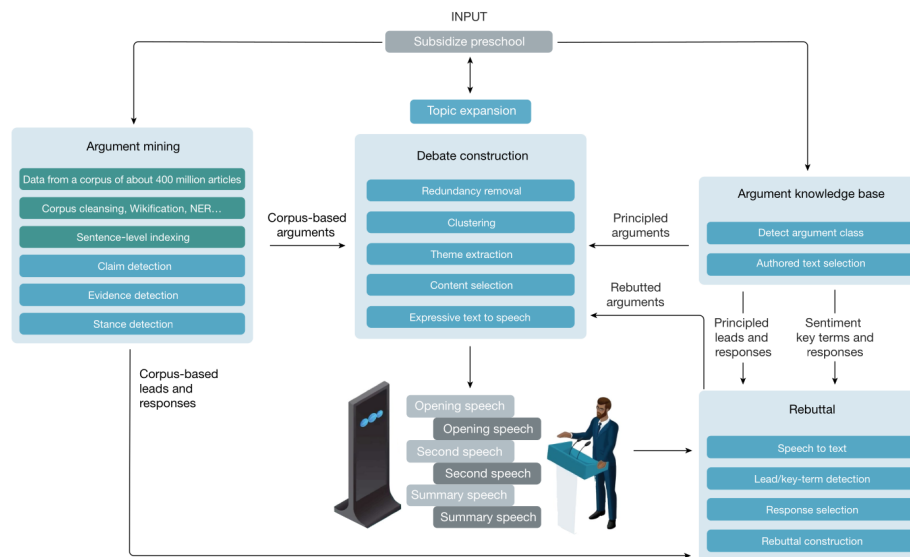 INPUT
Subsidize preschool
Topic expansion
Argument mining
Data from a corpus of about 400 million articles
Corpus cleansing, Wikification, NER...
Sentence-level indexing
Claim detection
Evidence detection
Stance detection
Corpus-based
arguments
Debate construction
Redundancy removal
Clustering
Theme extraction
Content selection
Expressive text to speech
Principled
arguments
Rebutted
arguments
Argument knowledge base
Detect argument class
Authored text selection
Principled
leads and
responses
Sentiment
key terms and
responses
Corpus-based
leads and
responses
Opening speech
Opening speech
Second speech
Second speech
Summary speech
Summary speech
Rebuttal
Speech to text
Lead/key-term detection
Response selection
Rebuttal construction